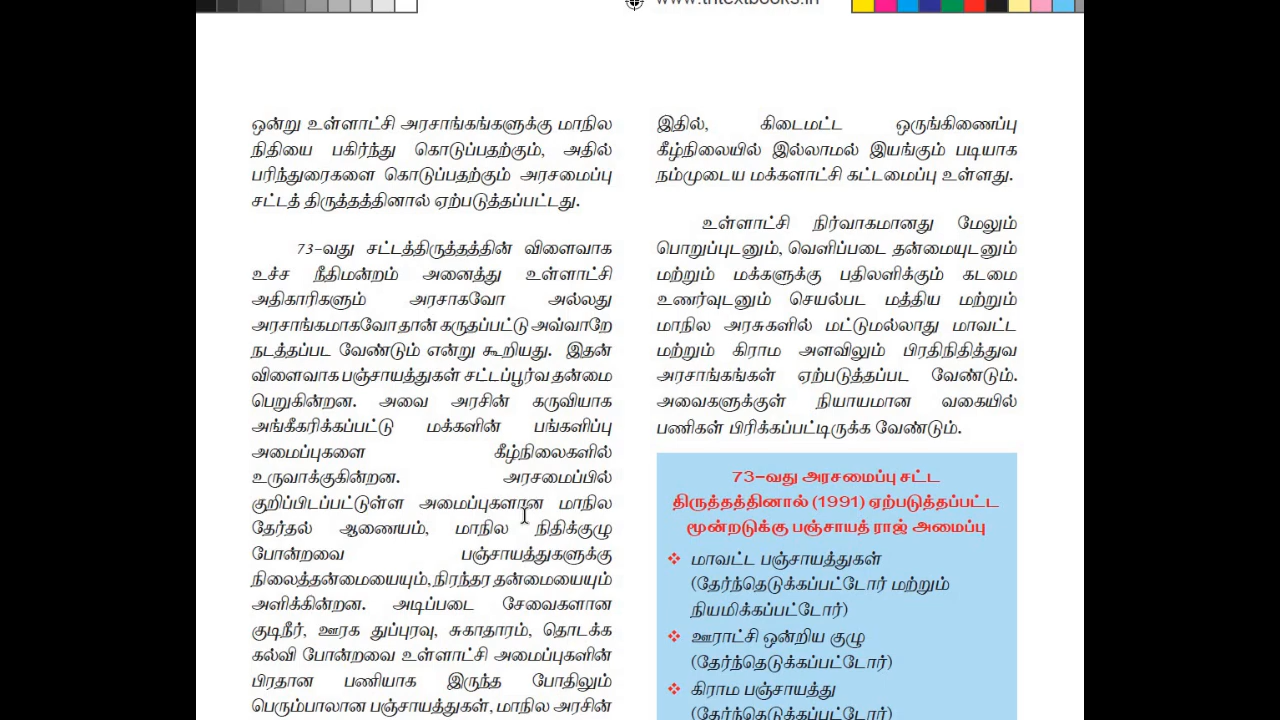 www.tntextbooks.in
ஒன்று உள்ளாட்சி அரசாங்கங்களுக்கு மாநில
நிதியை பகிர்ந்து கொடுப்பதற்கும், அதில்
பரிந்துரைகளை கொடுப்பதற்கும் அரசமைப்பு
சட்டத் திருத்தத்தினால் ஏற்படுத்தப்பட்டது.
73-வது சட்டத்திருத்தத்தின் விளைவாக
உச்ச நீதிமன்றம் அனைத்து உள்ளாட்சி
அதிகாரிகளும் அரசாகவோ அல்லது
அரசாங்கமாகவோ தான் கருதப்பட்டு அவ்வாறே
நடத்தப்பட வேண்டும் என்று கூறியது. இதன்
விளைவாக பஞ்சாயத்துகள் சட்டப்பூர்வ தன்மை
பெறுகின்றன. அவை அரசின் கருவியாக
அங்கீகரிக்கப்பட்டு மக்களின் பங்களிப்பு
அமைப்புகளை கீழ்நிலைகளில்
உருவாக்குகின்றன. அரசமைப்பில்
குறிப்பிடப்பட்டுள்ள அமைப்புகளான மாநில
தேர்தல் ஆணையம், மாநில நிதிக்குழு
போன்றவை பஞ்சாயத்துகளுக்கு
நிலைத்தன்மையையும், நிரந்தர தன்மையையும்
அளிக்கின்றன. அடிப்படை சேவைகளான
குடிநீர், ஊரக துப்புரவு, சுகாதாரம், தொடக்க
கல்வி போன்றவை உள்ளாட்சி அமைப்புகளின்
பிரதான பணியாக இருந்த போதிலும்
பெரும்பாலான பஞ்சாயத்துகள், மாநில அரசின்
இதில், கிடைமட்ட ஒருங்கிணைப்பு
கீழ்நிலையில் இல்லாமல் இயங்கும் படியாக
நம்முடைய மக்களாட்சி கட்டமைப்பு உள்ளது.
உள்ளாட்சி நிர்வாகமானது மேலும்
பொறுப்புடனும், வெளிப்படை தன்மையுடனும்
மற்றும் மக்களுக்கு பதிலளிக்கும் கடமை
உணர்வுடனும் செயல்பட மத்திய மற்றும்
மாநில அரசுகளில் மட்டுமல்லாது மாவட்ட
மற்றும் கிராம அளவிலும் பிரதிநிதித்துவ
அரசாங்கங்கள் ஏற்படுத்தப்பட வேண்டும்.
அவைகளுக்குள் நியாயமான வகையில்
பணிகள் பிரிக்கப்பட்டிருக்க வேண்டும்.
73-வது அரசமைப்பு சட்ட
திருத்தத்தினால் (1991) ஏற்படுத்தப்பட்ட
மூன்றடுக்கு பஞ்சாயத் ராஜ் அமைப்பு
❖ மாவட்ட பஞ்சாயத்துகள்
(தேர்ந்தெடுக்கப்பட்டோர் மற்றும்
நியமிக்கப்பட்டோர்)
❖ ஊராட்சி ஒன்றிய குழு
(தேர்ந்தெடுக்கப்பட்டோர்)
❖ கிராம பஞ்சாயத்து
(தேர்ந்தெடுக்கப்பட்டோர்)